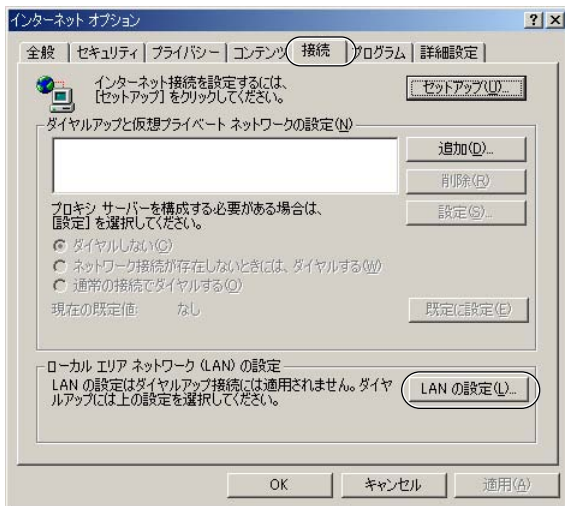 インターネット オプション
全般 セキュリティ プライバシー コンテンツ 接続 プログラム 詳細設定
インターネット接続を設定するには、
[セットアップ] をクリックしてください。
セットアップ(U)...
ダイヤルアップと仮想プライベート ネットワークの設定(N)
追加(D)...
削除(R)
プロキシ サーバーを構成する必要がある場合は、
[設定] を選択してください。
設定(S)...
ダイヤルしない(C)
ネットワーク接続が存在しないときには、ダイヤルする(W)
通常の接続でダイヤルする(O)
現在の既定値: なし
既定に設定(E)
ローカル エリア ネットワーク (LAN) の設定
LAN の設定はダイヤルアップ接続には適用されません。ダイヤ
ルアップには上の設定を選択してください。
LAN の設定(L)...
OK キャンセル 適用(A)